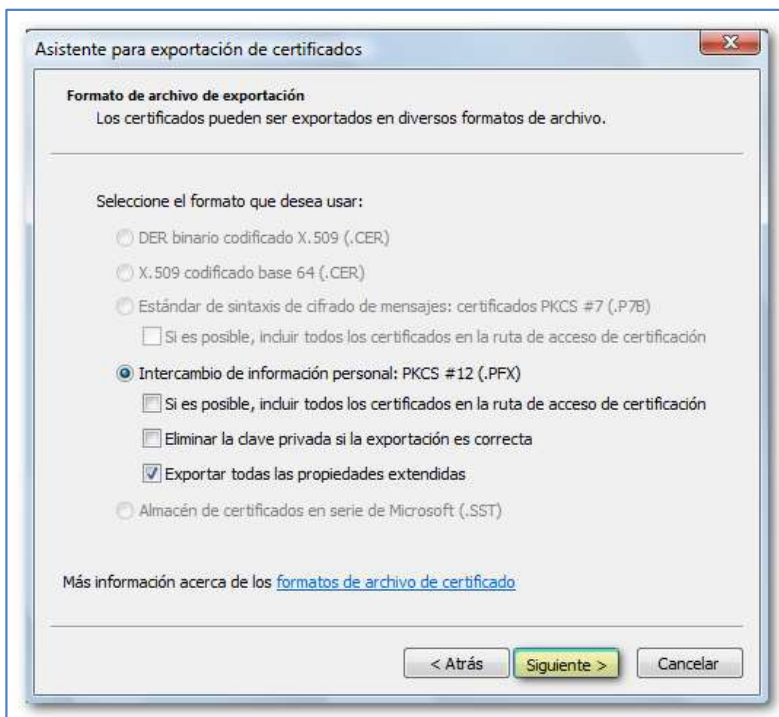 Asistente para exportación de certificados
Formato de archivo de exportación
Los certificados pueden ser exportados en diversos formatos de archivo.
Seleccione el formato que desea usar:
DER binario codificado X.509 (.CER)
X.509 codificado base 64 (.CER)
Estándar de sintaxis de cifrado de mensajes: certificados PKCS #7 (.P7B)
Si es posible, incluir todos los certificados en la ruta de acceso de certificación
Intercambio de información personal: PKCS #12 (.PFX)
Si es posible, incluir todos los certificados en la ruta de acceso de certificación
Eliminar la clave privada si la exportación es correcta
Exportar todas las propiedades extendidas
Almacén de certificados en serie de Microsoft (.SST)
Más información acerca de los formatos de archivo de certificado
< Atrás Siguiente > Cancelar